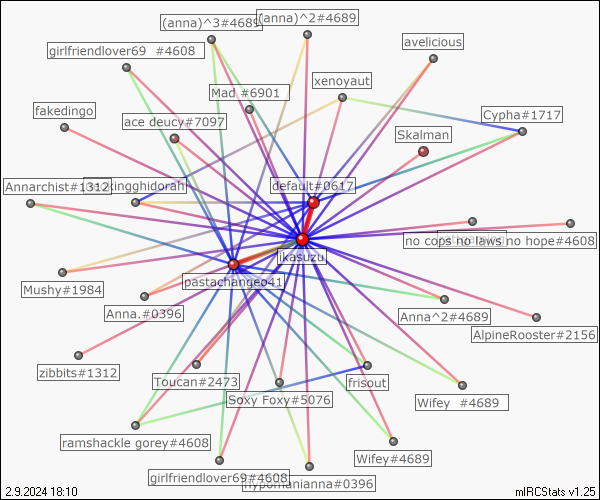 (anna)^3#4689
(anna)^2#4689
girlfriendlover69 #4608
avelicious
xenoyaut
Mad #6901
fakedingo
ace deucy#7097
Cypha#1717
Skalman
Annarchist#1312
kingghidorah
default#0617
no cops no laws no hope#4608
ikasuzu
pastachangeo41
Mushy#1984
Anna.#0396
Anna^2#4689
AlpineRooster#2156
zibbits#1312
Toucan#2473
frisout
Soxy Foxy#5076
Wifey #4689
ramshackle gorey#4608
Wifey#4689
girlfriendlover69#4608
hypomanianna#0396
2.9.2024 18:10
mIRCStats v1.25